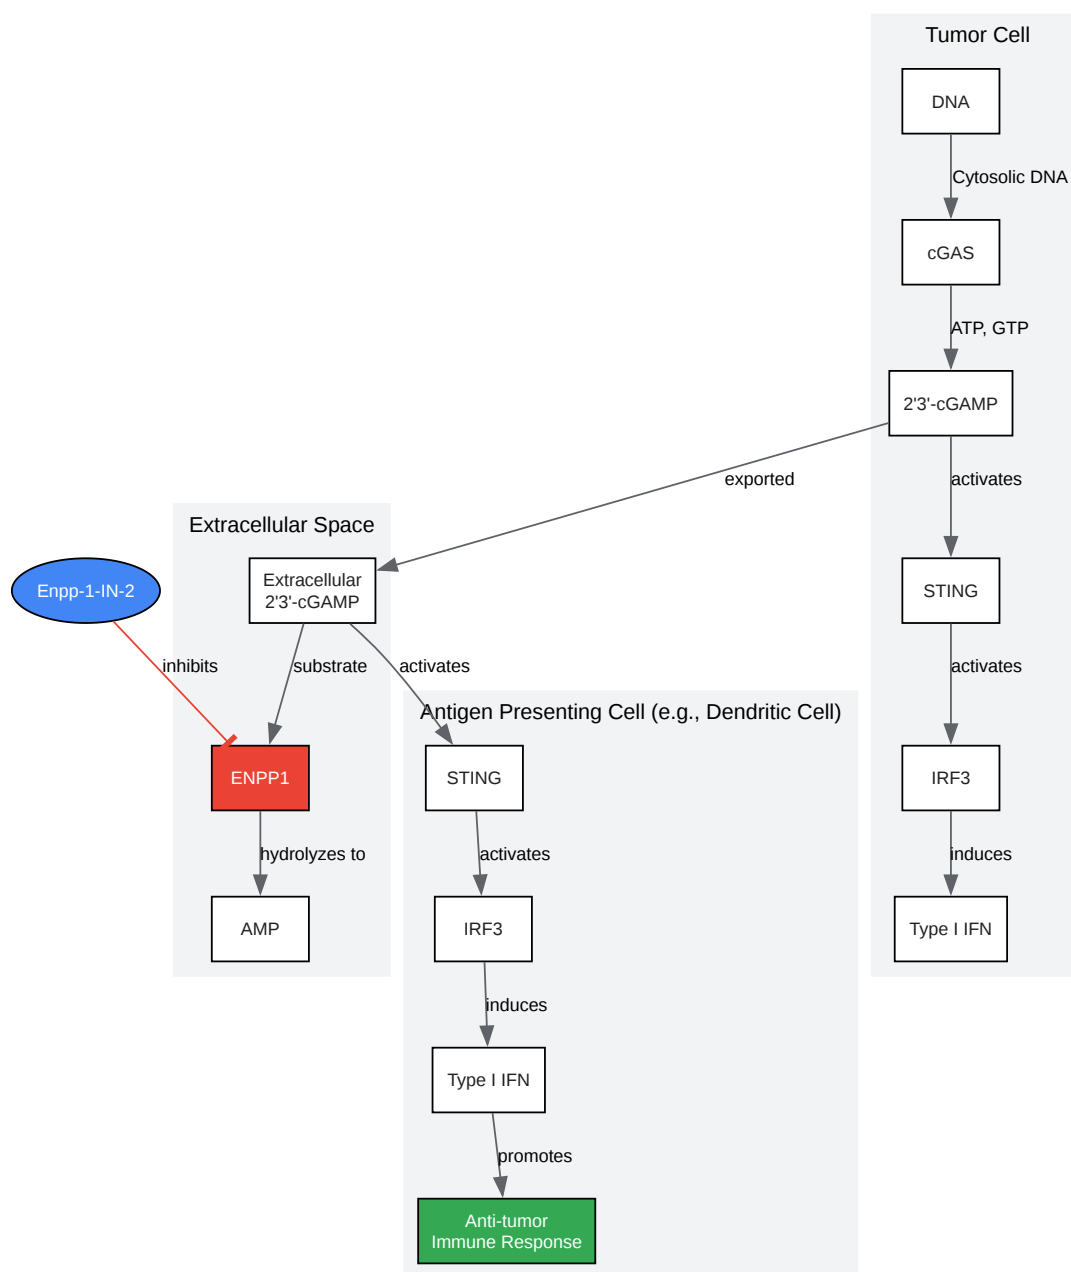 Tumor Cell
DNA
Cytosolic DNA
cGAS
ATP, GTP
2'3'-cGAMP
exported
activates
Extracellular Space
Enpp-1-IN-2
Extracellular
2'3'-cGAMP
STING
inhibits
substrate
activates
activates
Antigen Presenting Cell (e.g., Dendritic Cell)
ENPP1
STING
IRF3
hydrolyzes to
activates
induces
AMP
IRF3
Type I IFN
induces
Type I IFN
promotes
Anti-tumor
Immune Response